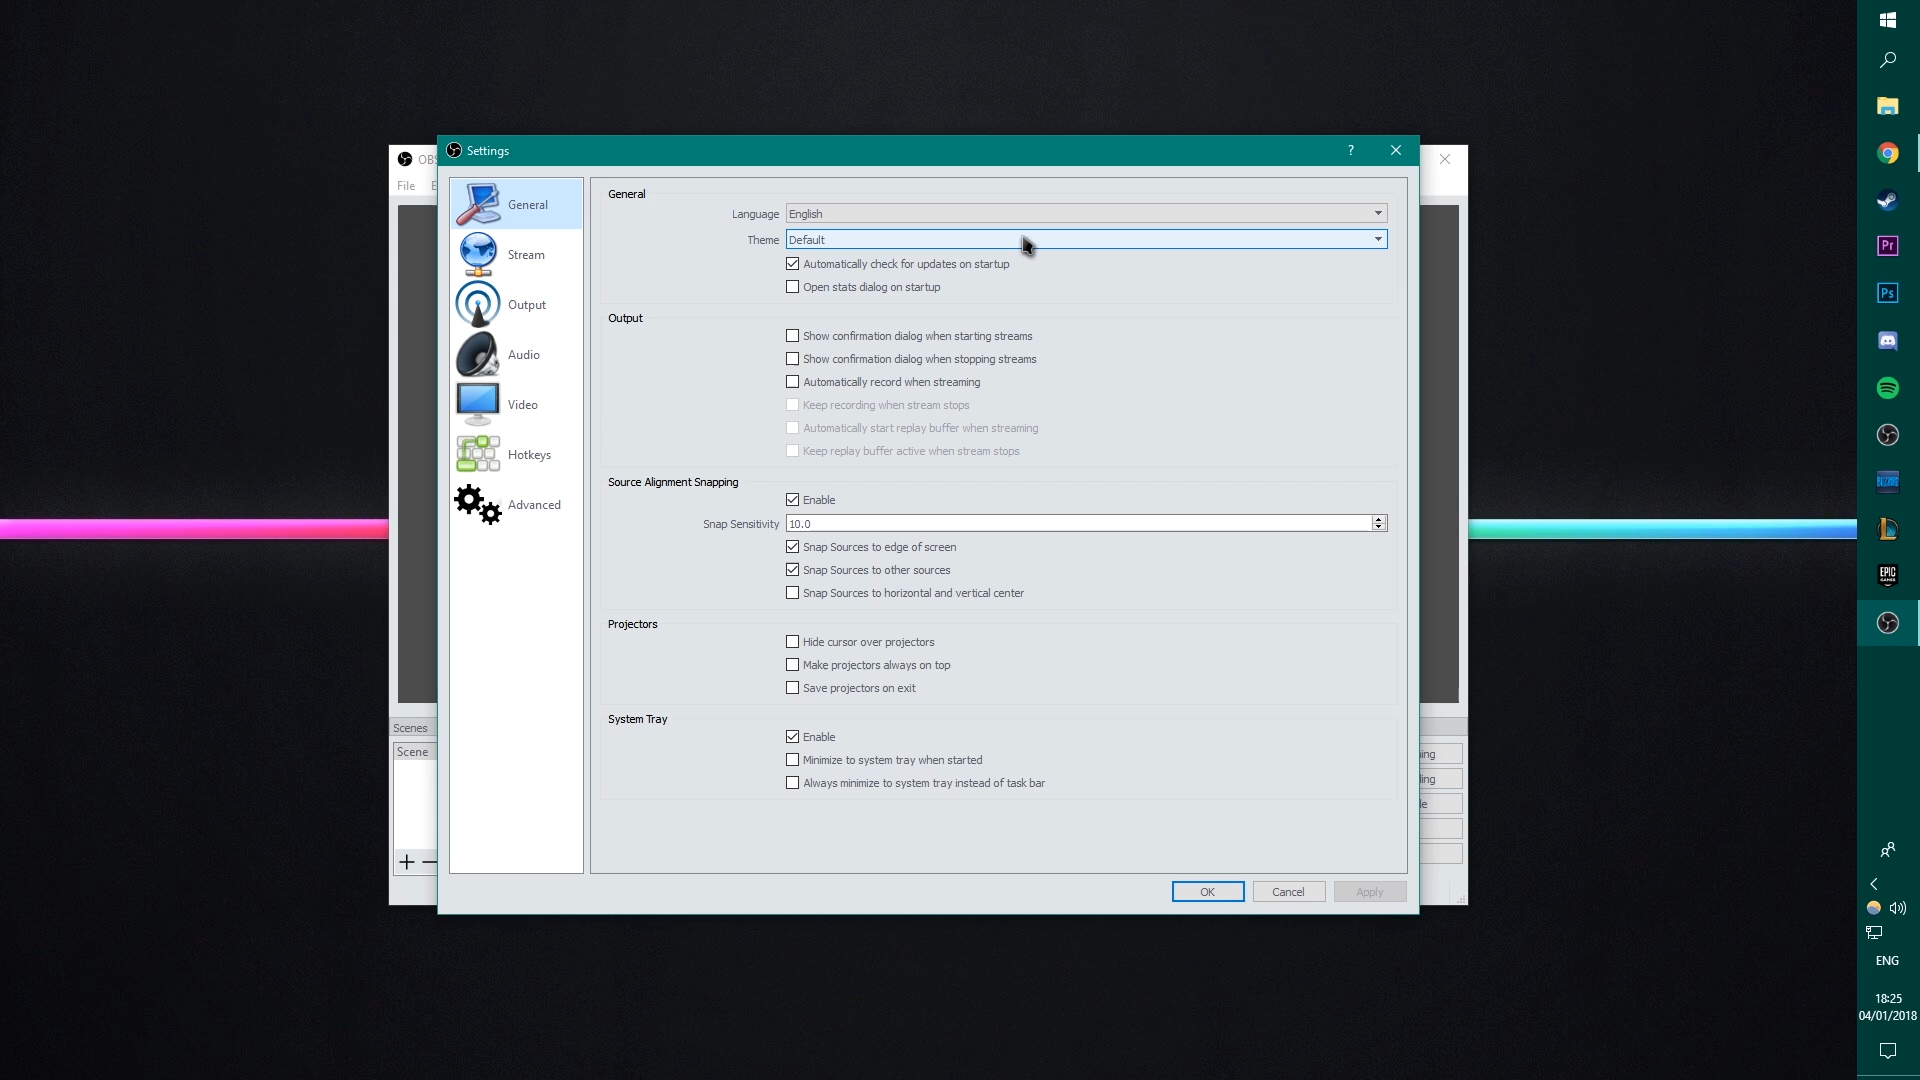 Settings
?
OBS
File
General
Stream
Output
Audio
Video
Hotkeys
Advanced
General
Language English
Theme Default
Automatically check for updates on startup
Open stats dialog on startup
Output
Show confirmation dialog when starting streams
Show confirmation dialog when stopping streams
Automatically record when streaming
Keep recording when stream stops
Automatically start replay buffer when streaming
Keep replay buffer active when stream stops
Source Alignment Snapping
Enable
Snap Sensitivity 10.0
Snap Sources to edge of screen
Snap Sources to other sources
Snap Sources to horizontal and vertical center
Projectors
Hide cursor over projectors
Make projectors always on top
Save projectors on exit
System Tray
Enable
Minimize to system tray when started
Always minimize to system tray instead of task bar
OK
Cancel
Apply
Scenes
Scene
Pr
Ps
EPIC
GAMES
ENG
18:25
04/01/2018